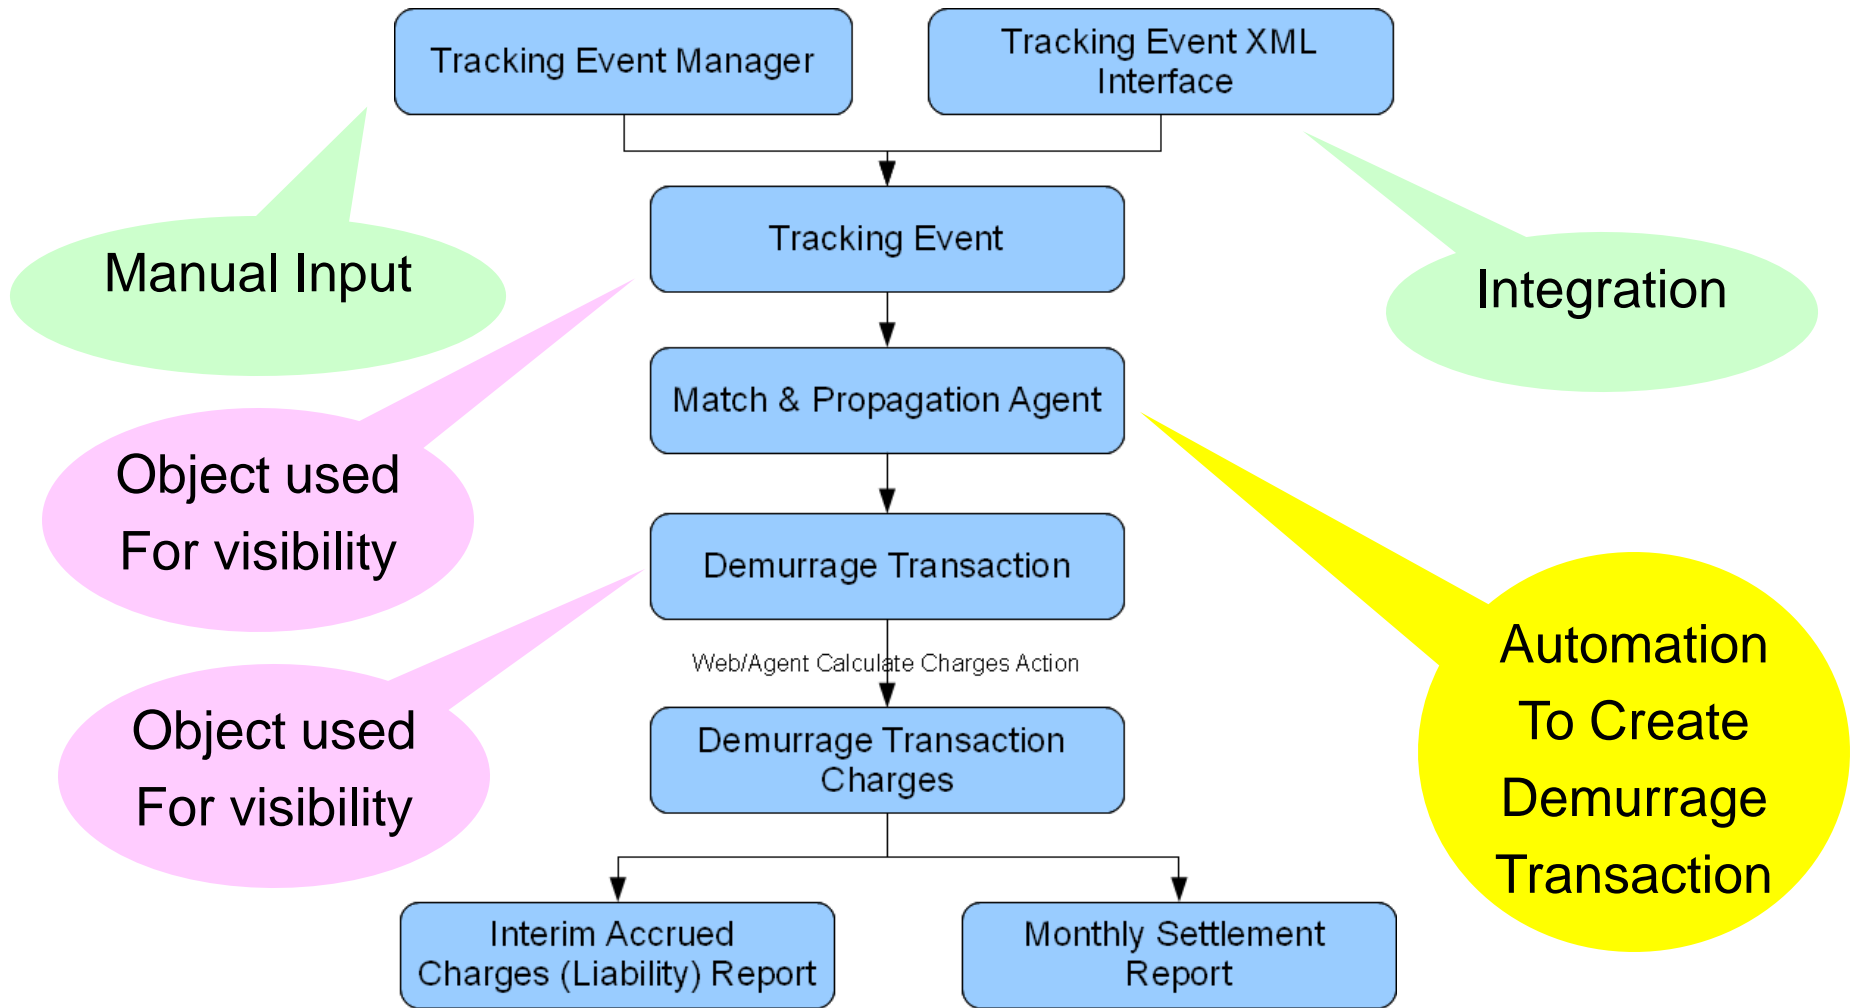 Tracking Event Manager
Tracking Event XML
Interface
Manual Input
Tracking Event
Integration
Match & Propagation Agent
Object used
For visibility
Demurrage Transaction
Web/Agent Calculate Charges Action
Automation
To Create
Demurrage
Transaction
Object used
For visibility
Demurrage Transaction
Charges
Interim Accrued
Charges (Liability) Report
Monthly Settlement
Report